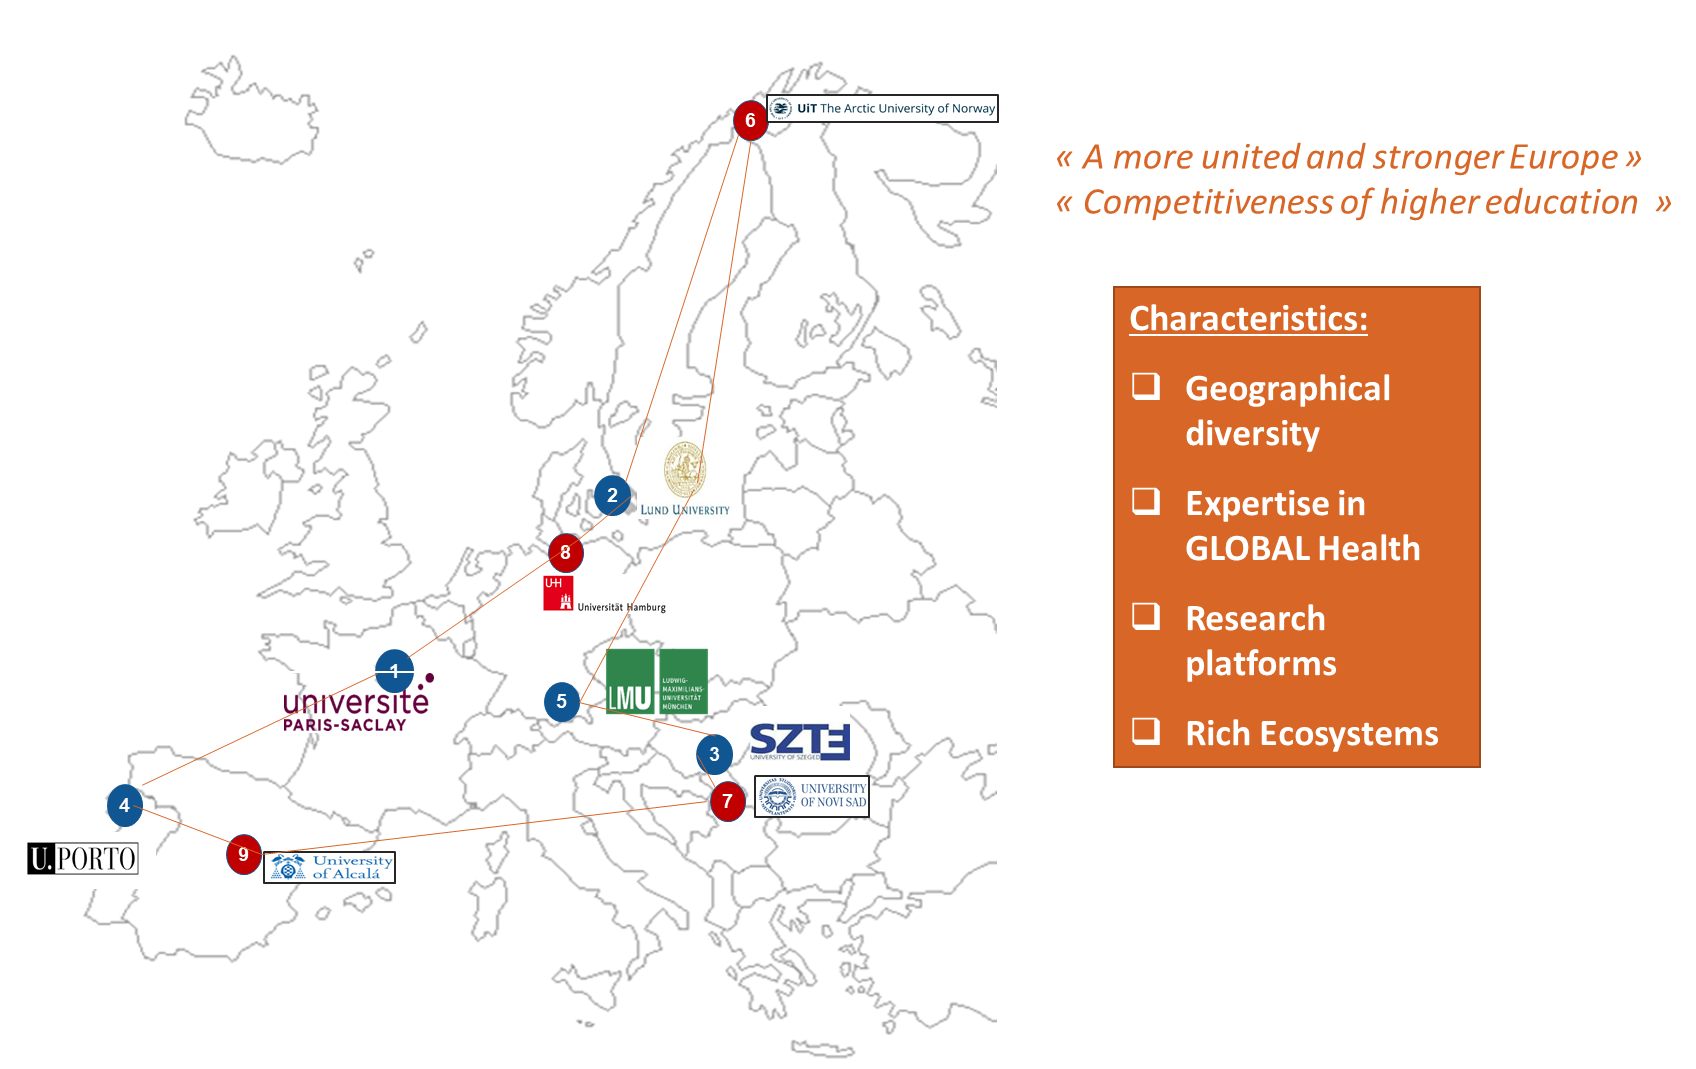 6
UiT The Arctic University of Norway
« A more united and stronger Europe »
« Competitiveness of higher education »
Characteristics:
Geographical
diversity
Expertise in
GLOBAL Health
Research
platforms
Rich Ecosystems
2
LUND UNIVERSITY
8
UHH
Universität Hamburg
1
université
PARIS-SACLAY
5
LMU
LUDWIG-
MAXIMILIANS-
UNIVERSITÄT
MÜNCHEN
3
SZTE
UNIVERSITY OF SZEGED
7
UNIVERSITY
OF NOVI SAD
4
U.PORTO
9
University
of Alcalá